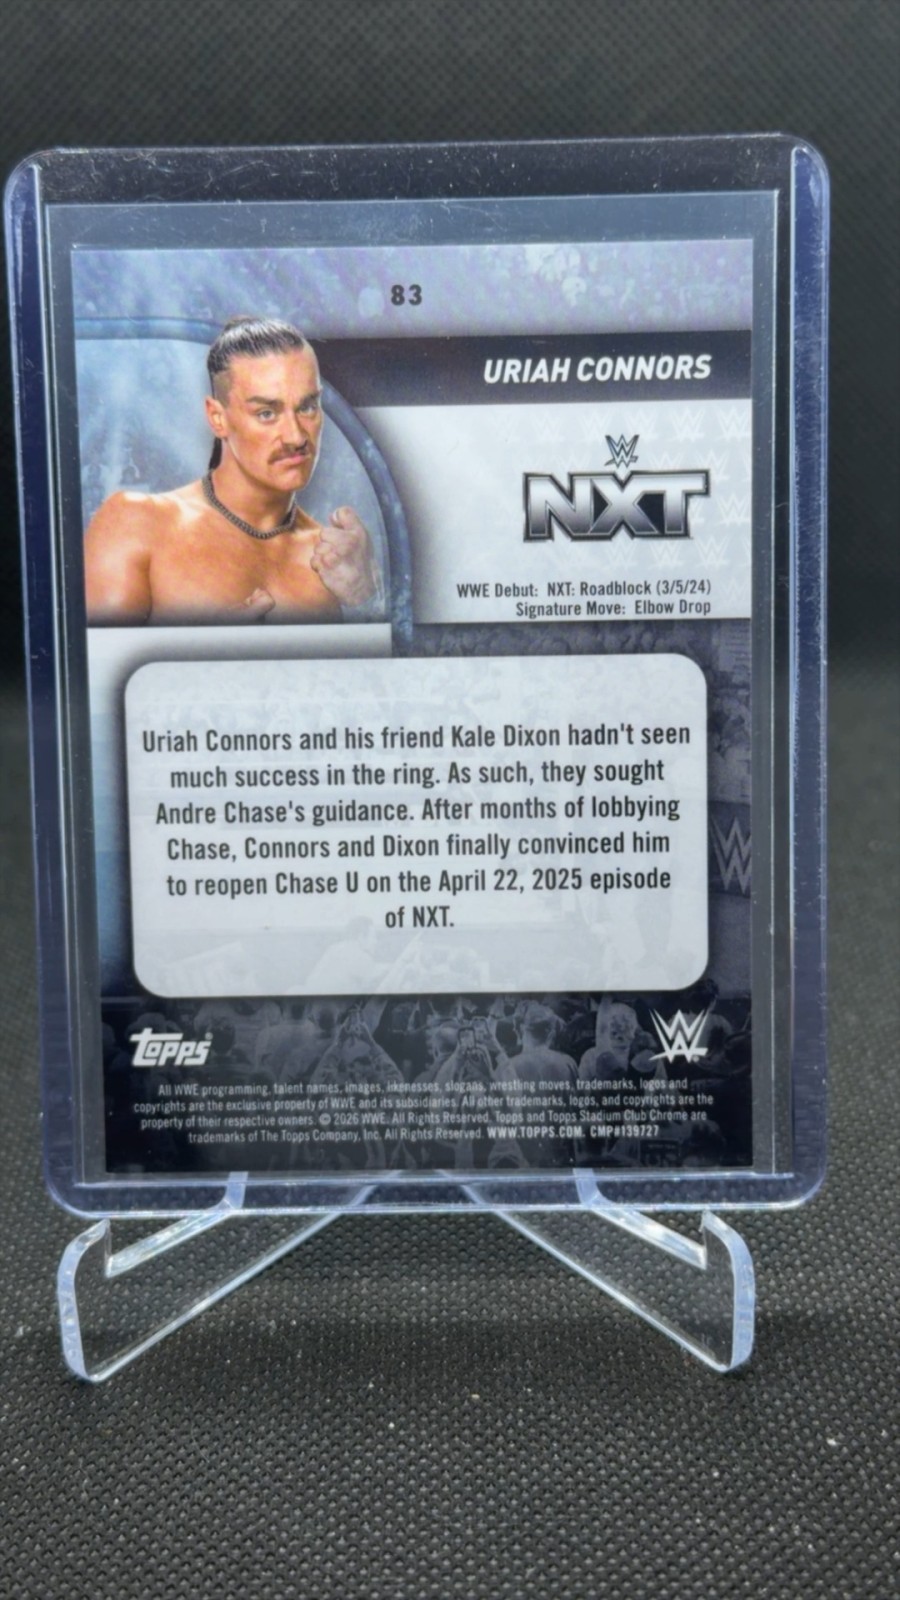 83
URIAH CONNORS
W
NXT
WWE Debut: NXT: Roadblock (3/5/24)
Signature Move: Elbow Drop
Uriah Connors and his friend Kale Dixon hadn't seen
much success in the ring. As such, they sought
Andre Chase's guidance. After months of lobbying
Chase, Connors and Dixon finally convinced him
to reopen Chase U on the April 22, 2025 episode
of NXT.
TOPPS
W
All WWE programming, talent names, images, likenesses, slogans, wrestling moves, trademarks, logos and
copyrights are the exclusive property of WWE and its subsidiaries. All other trademarks, logos, and copyrights are the
property of their respective owners. © 2026 WWE. All Rights Reserved. Topps and Topps Stadium Club Chrome are
trademarks of The Topps Company, Inc. All Rights Reserved. WWW.TOPPS.COM. CMP#139727